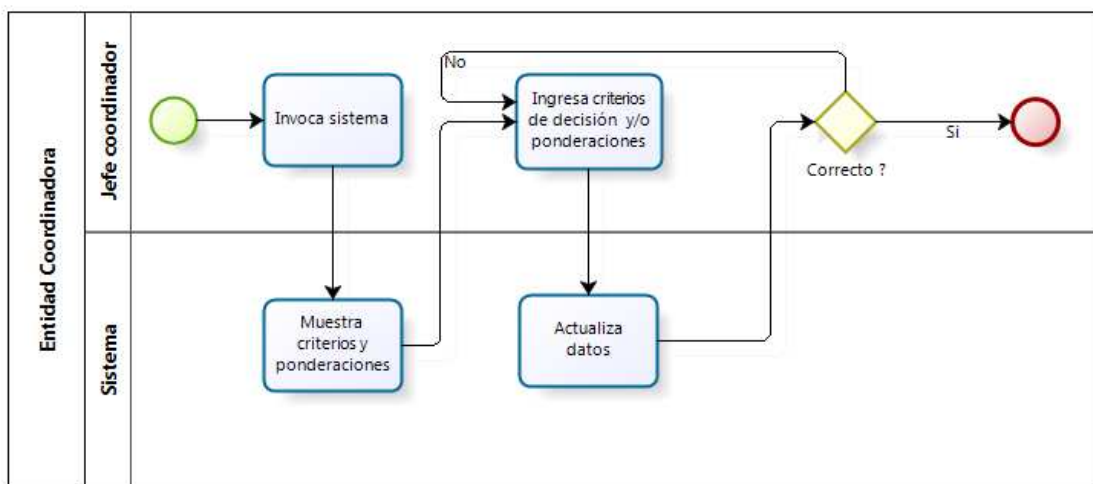 Entidad Coordinadora
Jefe coordinador
Invoca sistema
No
Ingresa criterios
de decisión y/o
ponderaciones
Correcto ?
Si
Sistema
Muestra
criterios y
ponderaciones
Actualiza
datos